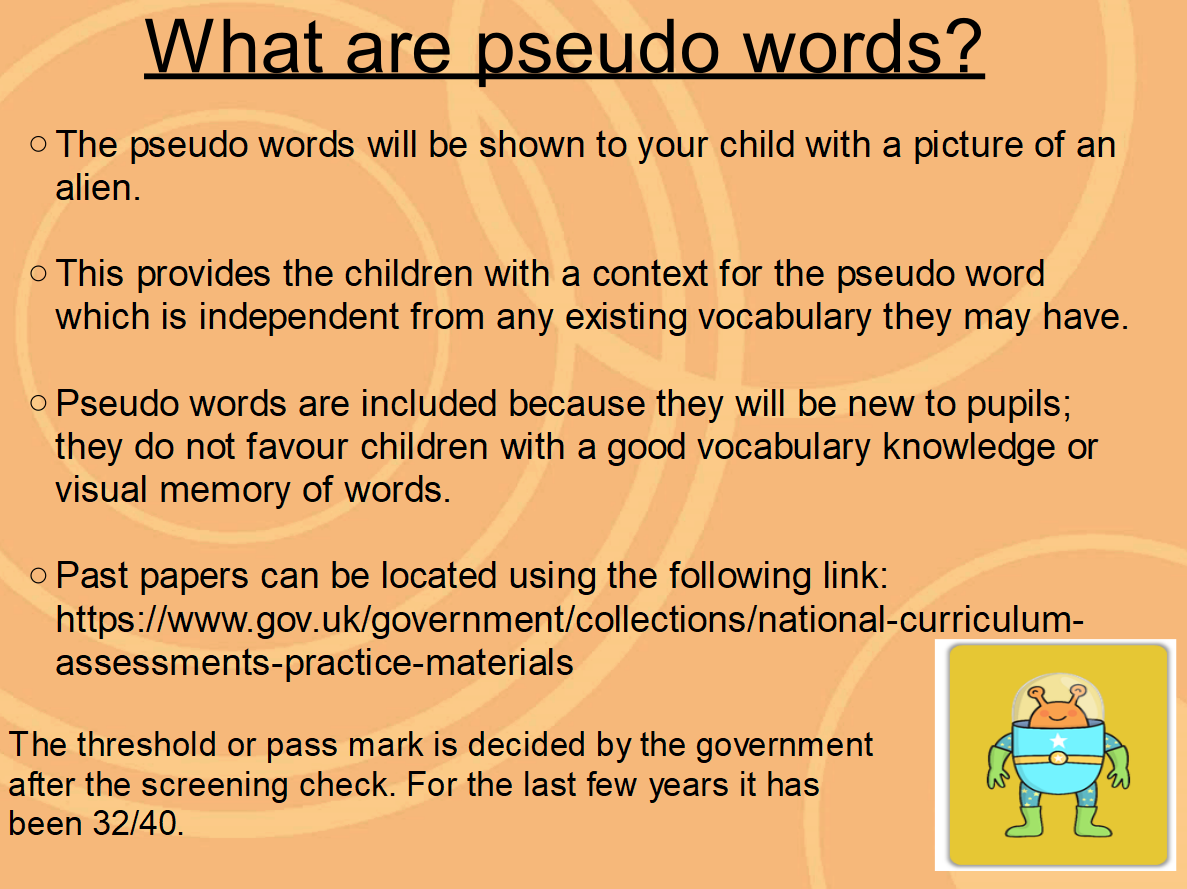 What are pseudo words?
○ The pseudo words will be shown to your child with a picture of an
alien.
○ This provides the children with a context for the pseudo word
which is independent from any existing vocabulary they may have.
○ Pseudo words are included because they will be new to pupils;
they do not favour children with a good vocabulary knowledge or
visual memory of words.
○ Past papers can be located using the following link:
https://www.gov.uk/government/collections/national-curriculum-
assessments-practice-materials
The threshold or pass mark is decided by the government
after the screening check. For the last few years it has
been 32/40.